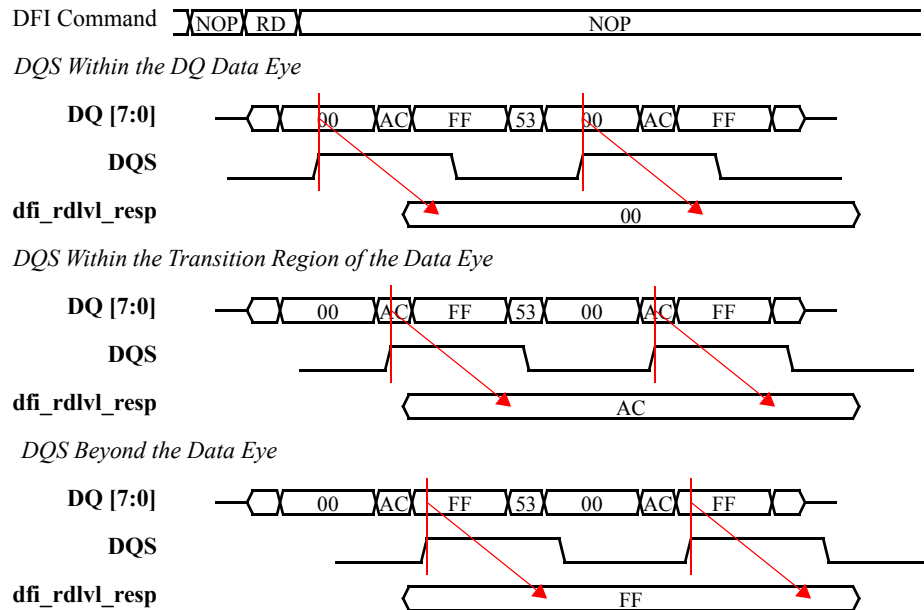 DFI Command NOP RD NOP
DQS Within the DQ Data Eye
DQ [7:0] 00 AC FF 53 00 AC FF
DQS
dfi_rdlvl_resp 00
DQS Within the Transition Region of the Data Eye
DQ [7:0] 00 AC FF 53 00 AC FF
DQS
dfi_rdlvl_resp AC
DQS Beyond the Data Eye
DQ [7:0] 00 AC FF 53 00 AC FF
DQS
dfi_rdlvl_resp FF